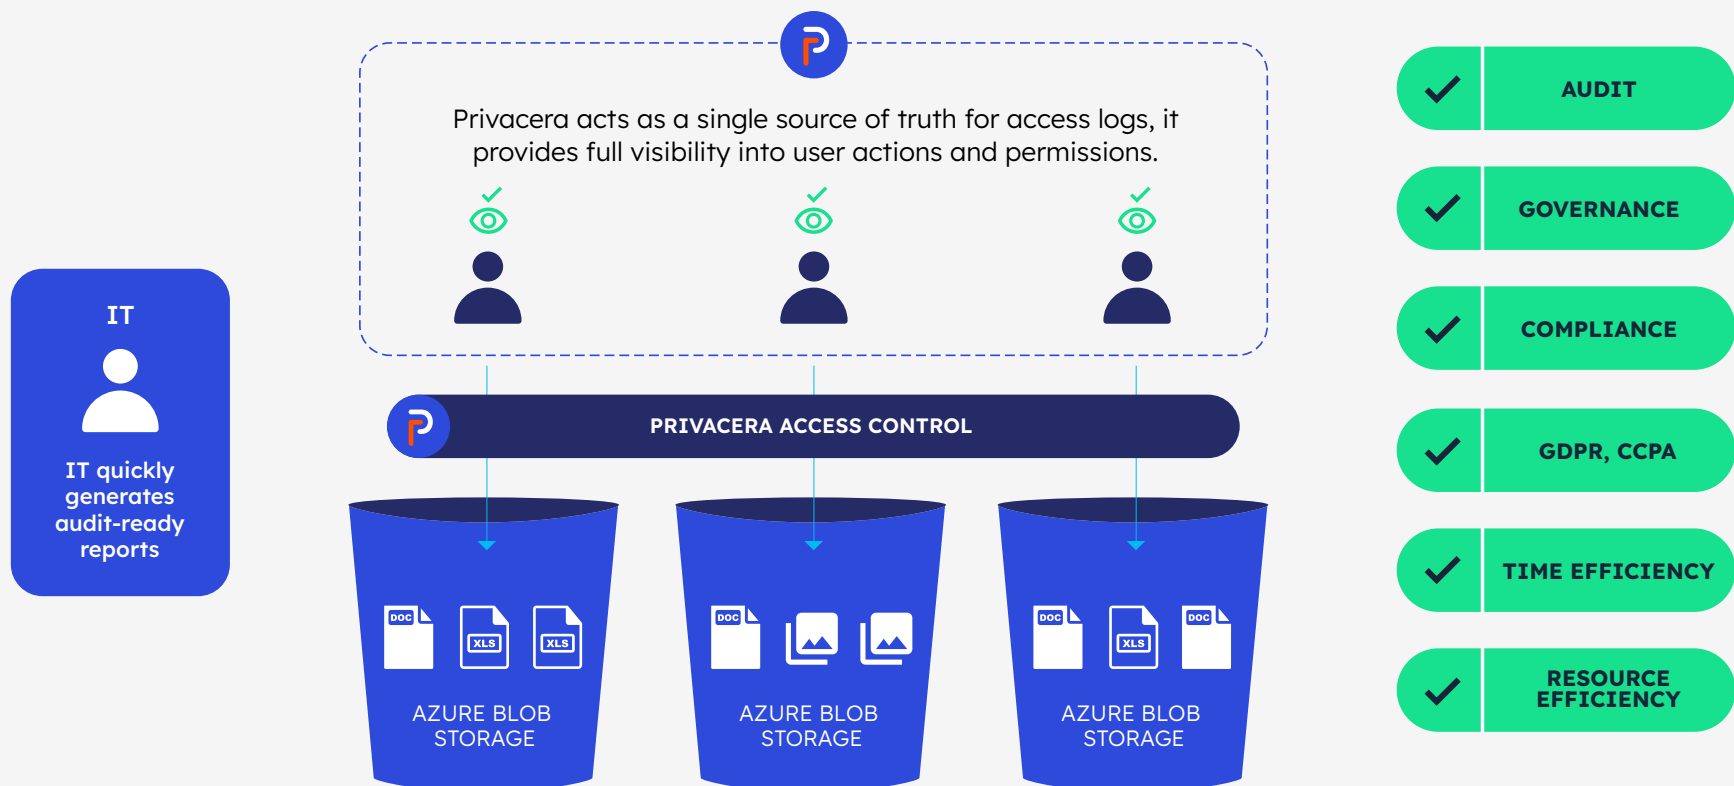 Privacera acts as a single source of truth for access logs, it
provides full visibility into user actions and permissions.
IT
IT quickly
generates
audit-ready
reports
PRIVACERA ACCESS CONTROL
DOC
XLS
XLS
AZURE BLOB
STORAGE
DOC
AZURE BLOB
STORAGE
DOC
XLS
DOC
AZURE BLOB
STORAGE
AUDIT
GOVERNANCE
COMPLIANCE
GDPR, CCPA
TIME EFFICIENCY
RESOURCE
EFFICIENCY